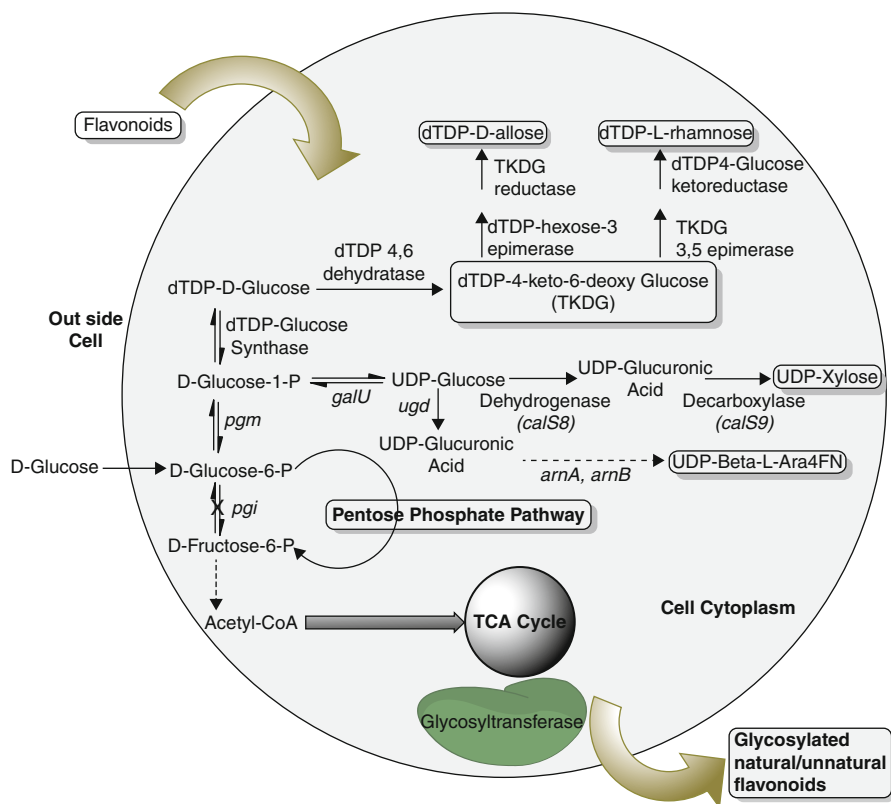 Flavonoids
dTDP-D-allose
dTDP-L-rhamnose
TKDG
reductase
dTDP4-Glucose
ketoreductase
dTDP-hexose-3
epimerase
TKDG
3,5 epimerase
dTDP 4,6
dehydratase
dTDP-D-Glucose
dTDP-4-keto-6-deoxy Glucose
(TKDG)
Out side
Cell
dTDP-Glucose
Synthase
D-Glucose-1-P
galU
UDP-Glucose
Dehydrogenase
(calS8)
UDP-Glucuronic
Acid
Decarboxylase
(calS9)
UDP-Xylose
pgm
ugd
UDP-Glucuronic
Acid
arnA, arnB
UDP-Beta-L-Ara4FN
D-Glucose
D-Glucose-6-P
X
pgi
Pentose Phosphate Pathway
D-Fructose-6-P
Acetyl-CoA
TCA Cycle
Cell Cytoplasm
Glycosyltransferase
Glycosylated
natural/unnatural
flavonoids